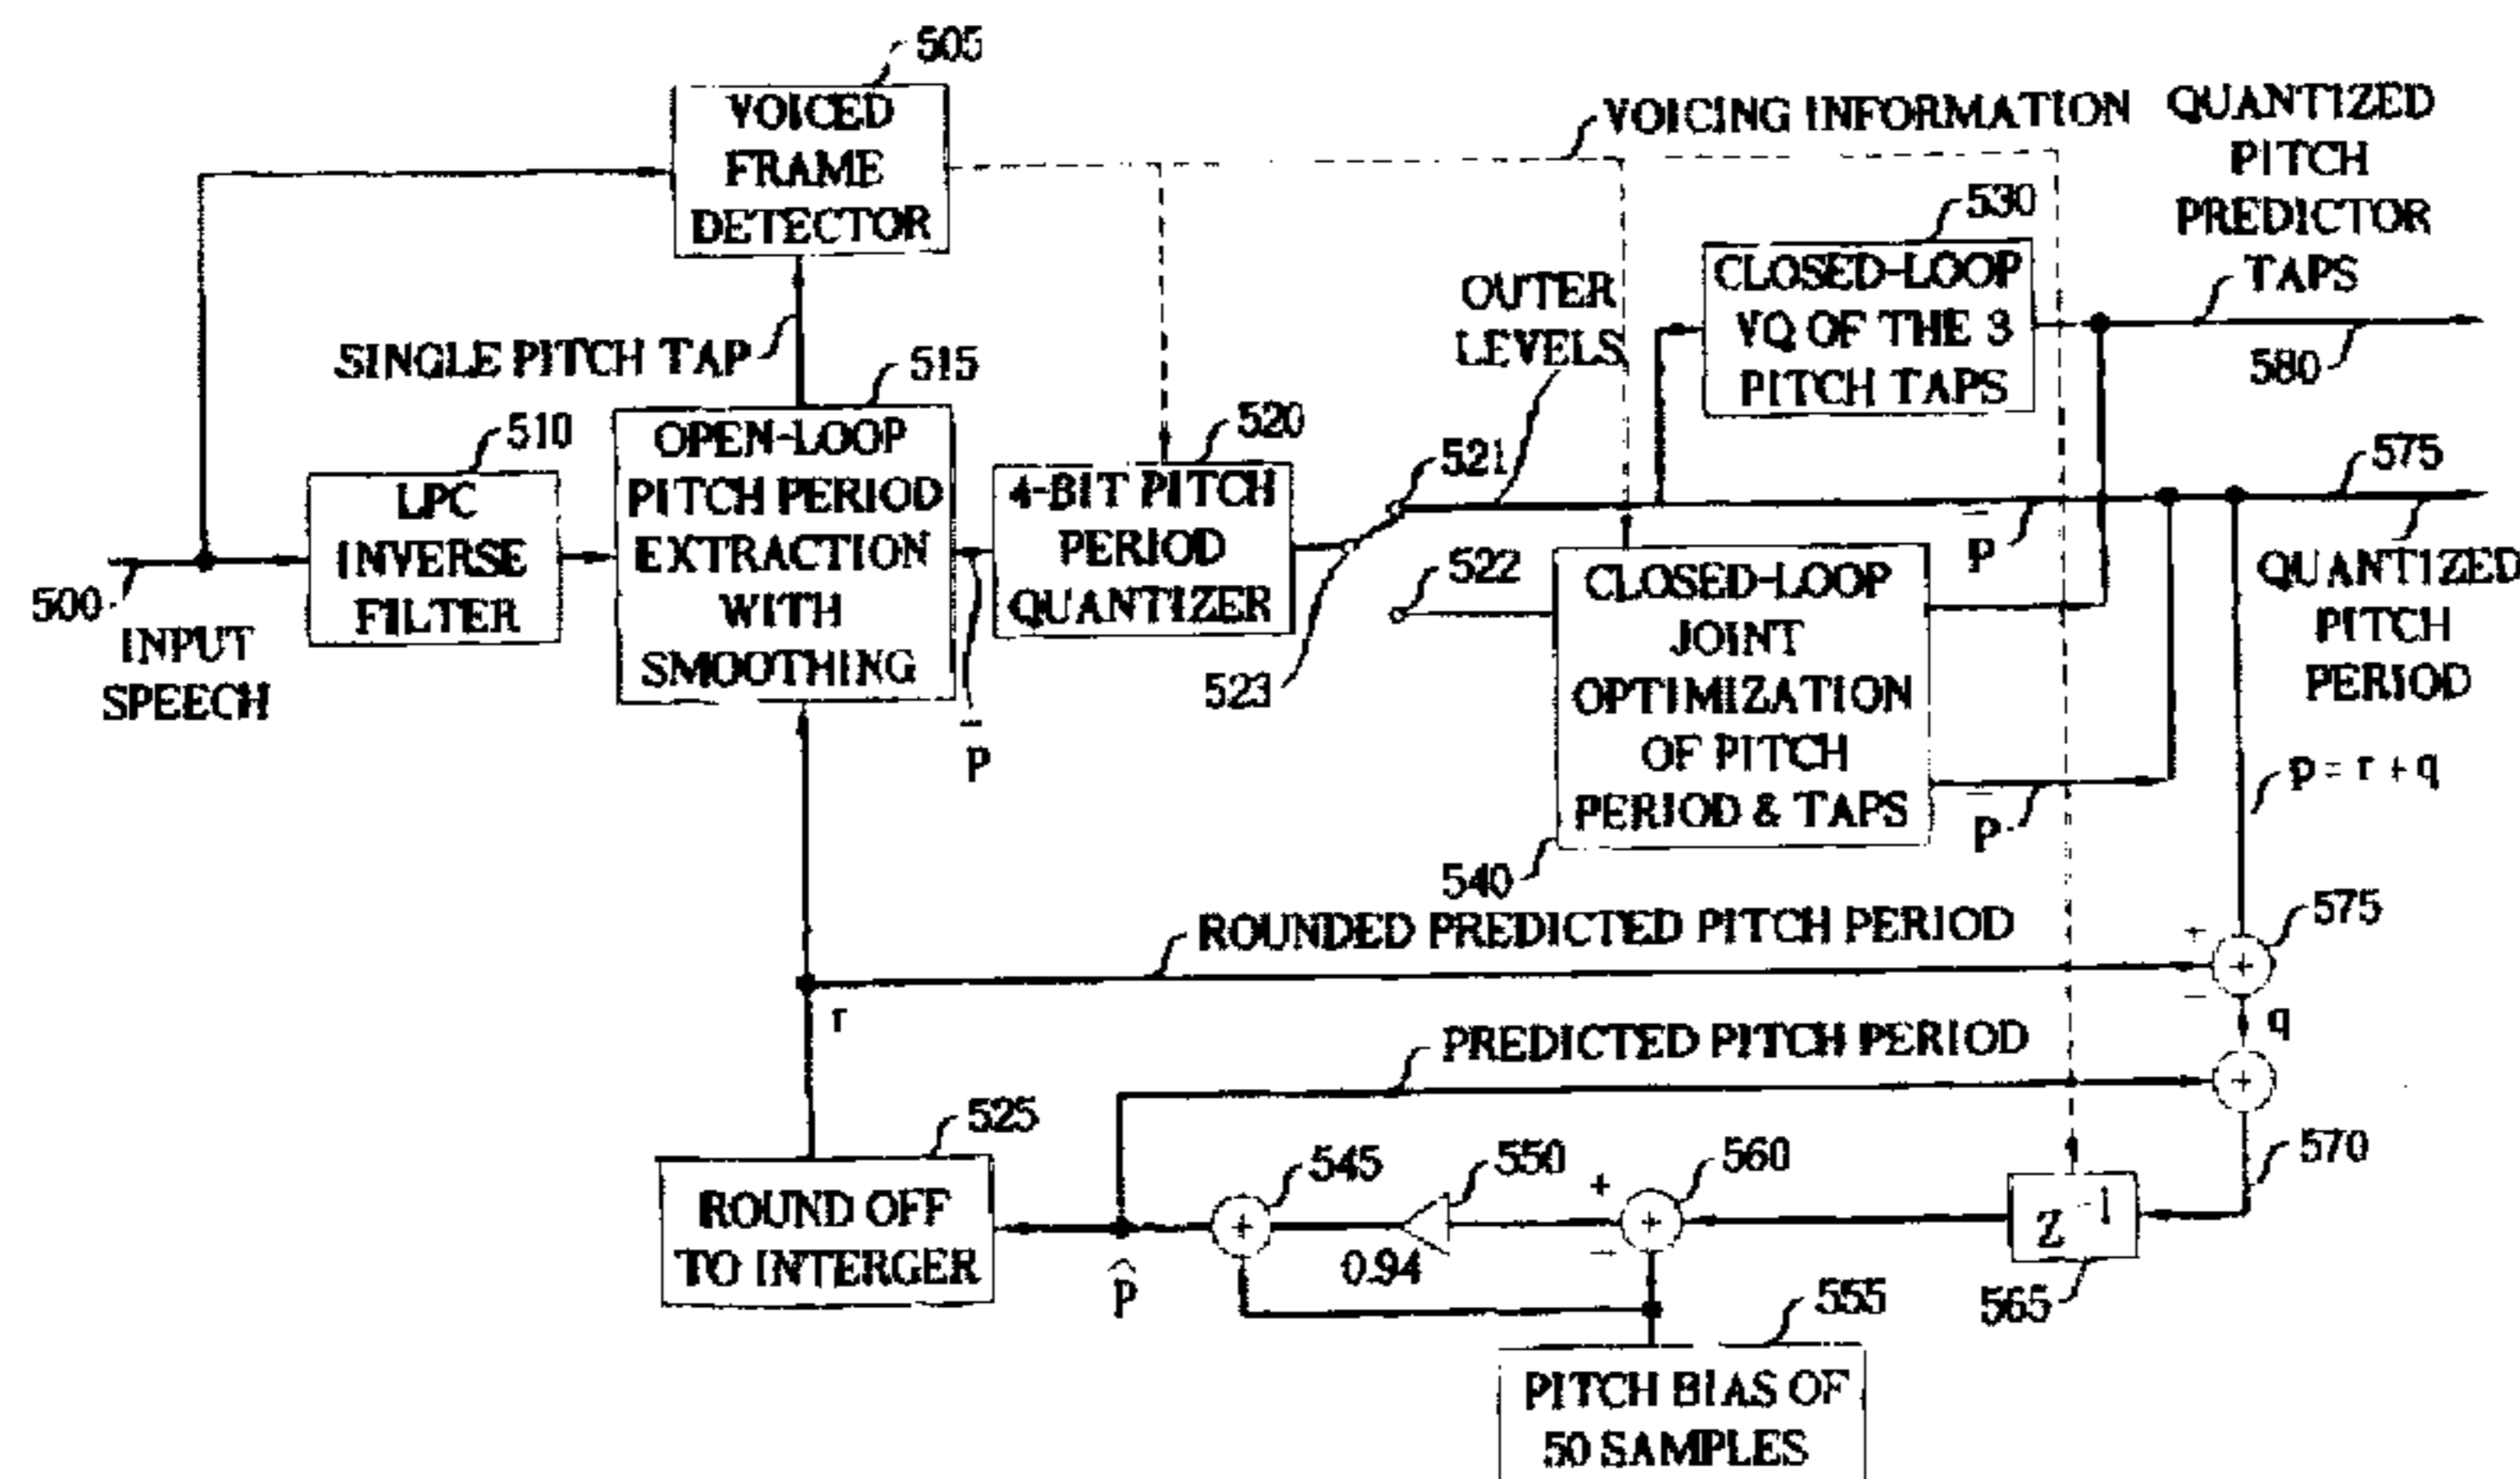 505
VOICED
FRAME
DETECTOR
VOICING INFORMATION
QUANTIZED
PITCH
PREDICTOR
TAPS
580
530
CLOSED-LOOP
VQ OF THE 3
PITCH TAPS
OUTER
LEVELS
SINGLE PITCH TAP
515
510
LPC
INVERSE
FILTER
OPEN-LOOP
PITCH PERIOD
EXTRACTION
WITH
SMOOTHING
520
4-BIT PITCH
PERIOD
QUANTIZER
521
522
523
500
INPUT
SPEECH
p
P
575
QUANTIZED
PITCH
PERIOD
CLOSED-LOOP
JOINT
OPTIMIZATION
OF PITCH
PERIOD & TAPS
540
P
p = r + q
ROUNDED PREDICTED PITCH PERIOD
575
+
+
−
r
q
PREDICTED PITCH PERIOD
+
525
ROUND OFF
TO INTERGER
p̂
545
+
550
0.94
560
+
+
−
570
Z⁻¹
565
555
PITCH BIAS OF
50 SAMPLES